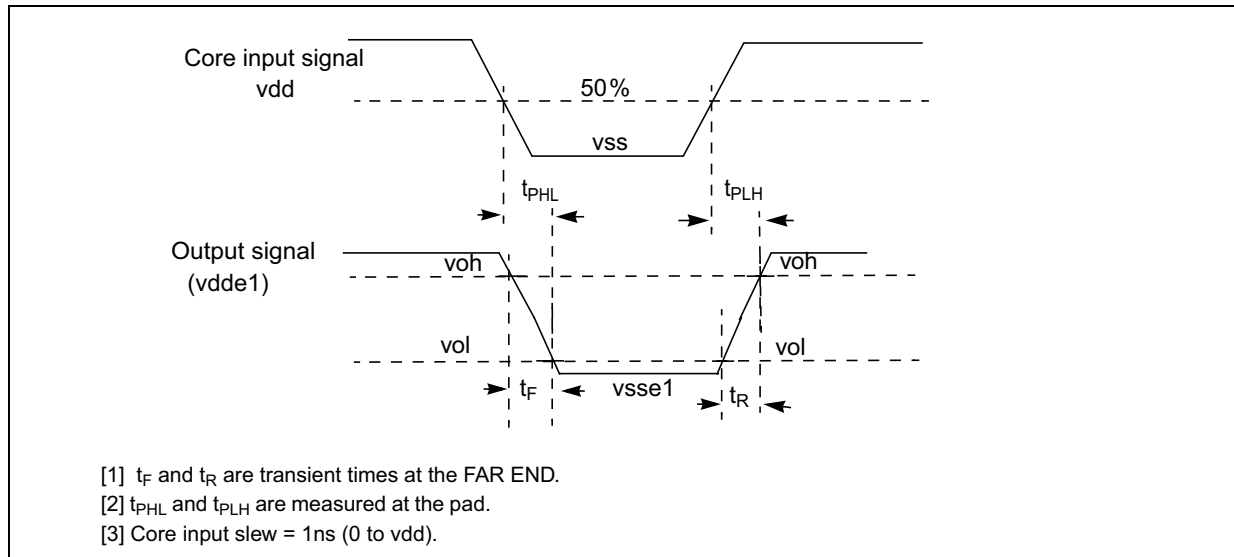 Core input signal
vdd
50%
vss
tPHL
tPLH
Output signal
(vdde1)
voh
voh
vol
vol
tF
vsse1
tR
[1] tF and tR are transient times at the FAR END.
[2] tPHL and tPLH are measured at the pad.
[3] Core input slew = 1ns (0 to vdd).